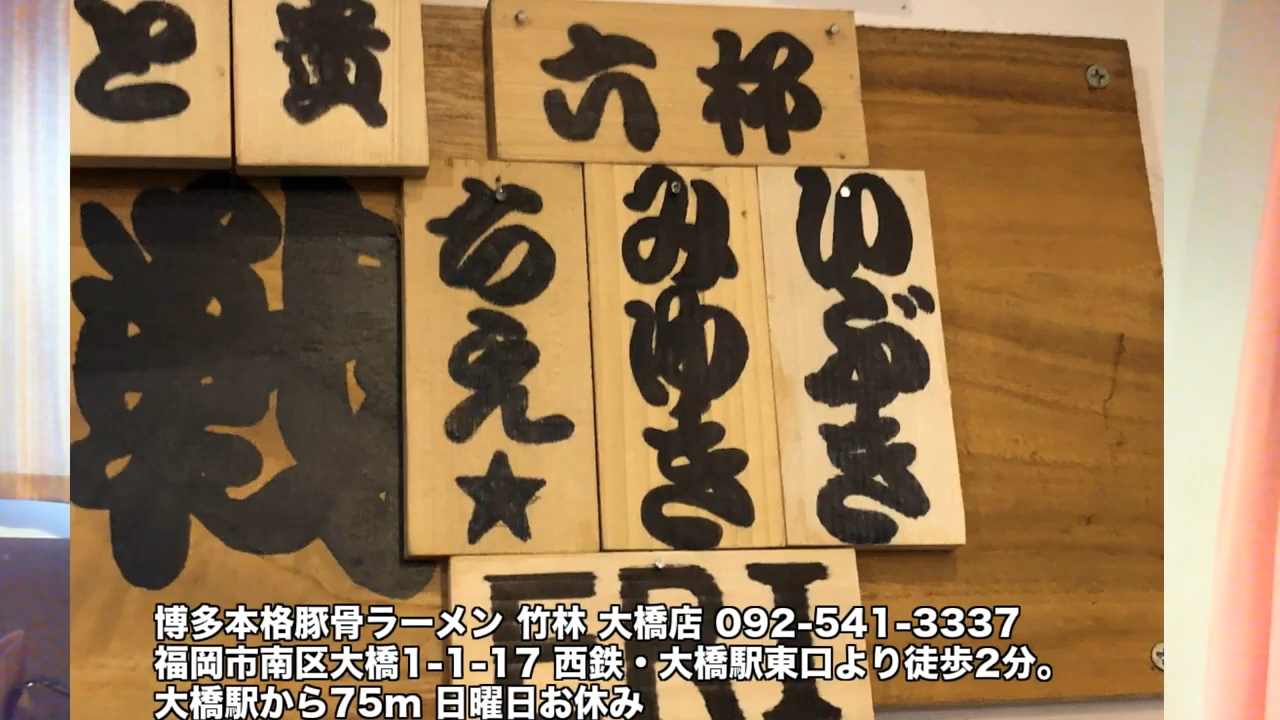 と
六杯
あえ★
みゆき
いぶき
ERI
博多本格豚骨ラーメン 竹林 大橋店 092-541-3337
福岡市南区大橋1-1-17 西鉄・大橋駅東口より徒歩2分。
大橋駅から75m 日曜日お休み